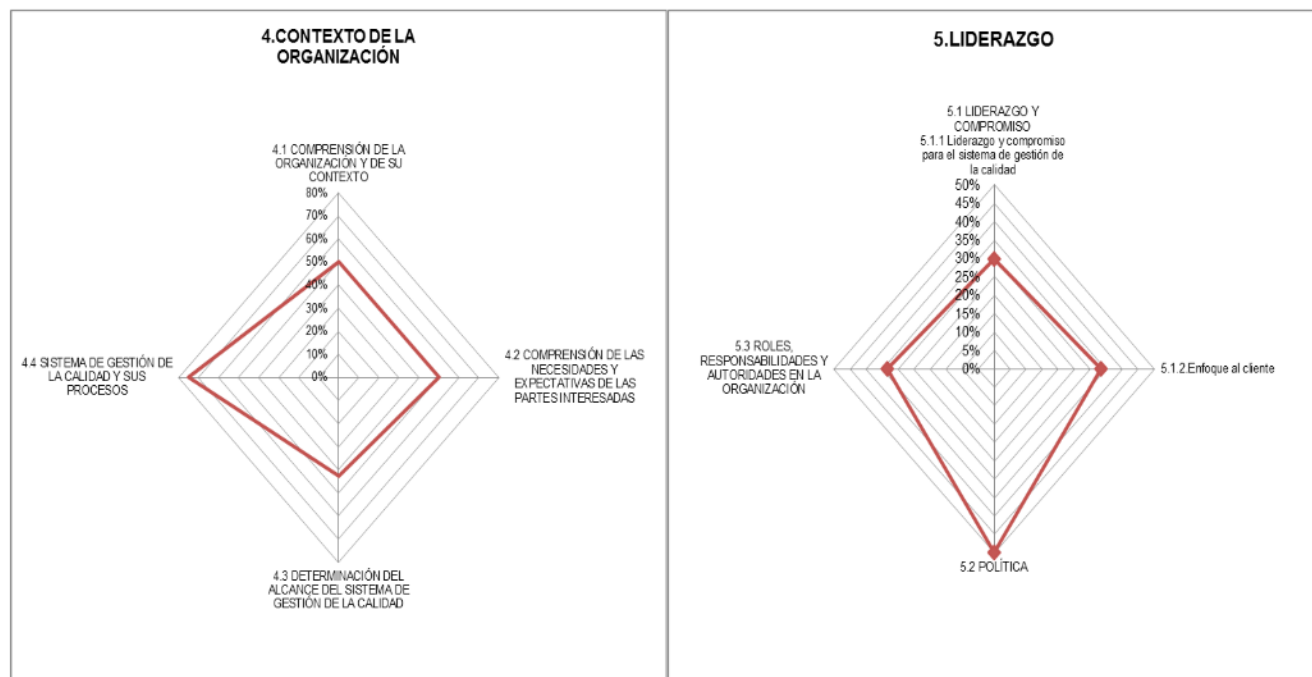 4.CONTEXTO DE LA
ORGANIZACIÓN
4.1 COMPRENSIÓN DE LA
ORGANIZACIÓN Y DE SU
CONTEXTO
80%
70%
60%
50%
40%
30%
20%
10%
0%
4.4 SISTEMA DE GESTIÓN DE
LA CALIDAD Y SUS
PROCESOS
4.2 COMPRENSIÓN DE LAS
NECESIDADES Y
EXPECTATIVAS DE LAS
PARTES INTERESADAS
4.3 DETERMINACIÓN DEL
ALCANCE DEL SISTEMA DE
GESTIÓN DE LA CALIDAD
5.LIDERAZGO
5.1 LIDERAZGO Y
COMPROMISO
5.1.1 Liderazgo y compromiso
para el sistema de gestión de
la calidad
50%
45%
40%
35%
30%
25%
20%
15%
10%
5%
0%
5.3 ROLES,
RESPONSABILIDADES Y
AUTORIDADES EN LA
ORGANIZACIÓN
5.1.2.Enfoque al cliente
5.2 POLÍTICA